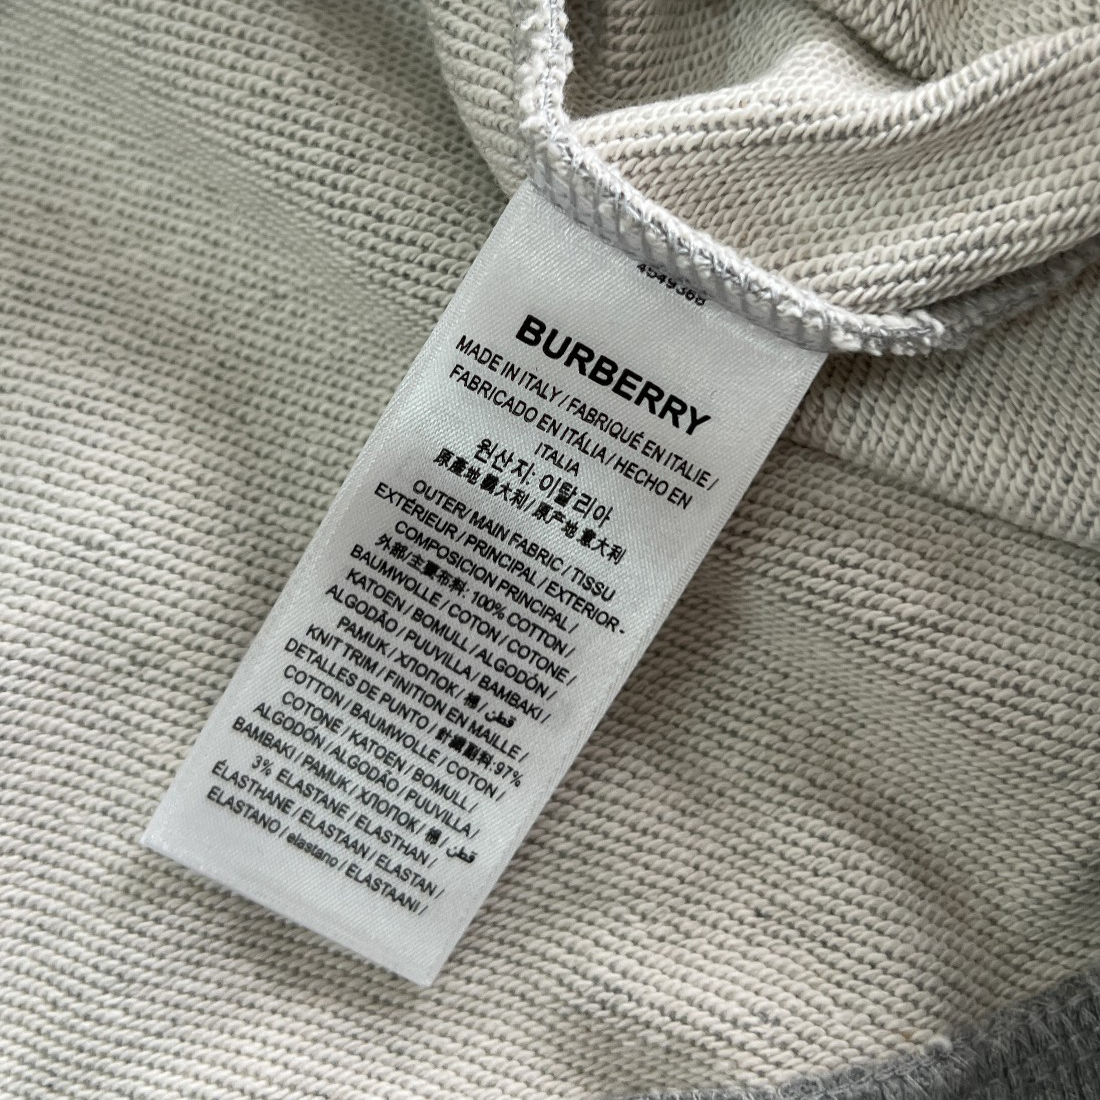 4549368
BURBERRY
MADE IN ITALY / FABRIQUÉ EN ITALIE /
FABRICADO EN ITÁLIA / HECHO EN
ITALIA
원산지: 이탈리아
原產地 義大利 / 原产地 意大利
OUTER/ MAIN FABRIC / TISSU
EXTÉRIEUR / PRINCIPAL / EXTERIOR -
COMPOSICION PRINCIPAL /
外部/主要布料: 100% COTTON /
BAUMWOLLE / COTON / COTONE /
KATOEN / BOMULL / ALGODÓN /
ALGODÃO / PUUVILLA / BAMBAKI /
PAMUK / ХЛОПОК / 棉 / قطن
KNIT TRIM / FINITION EN MAILLE /
DETALLES DE PUNTO / 針織副料:97%
COTTON / BAUMWOLLE / COTON /
COTONE / KATOEN / BOMULL /
ALGODÓN / ALGODÃO / PUUVILLA /
BAMBAKI / PAMUK / ХЛОПОК / 棉 / قطن
3% ELASTANE / ELASTHAN /
ÉLASTHANE / ELASTAAN / ELASTAN /
ELASTANO / elastano / ELASTAANI /